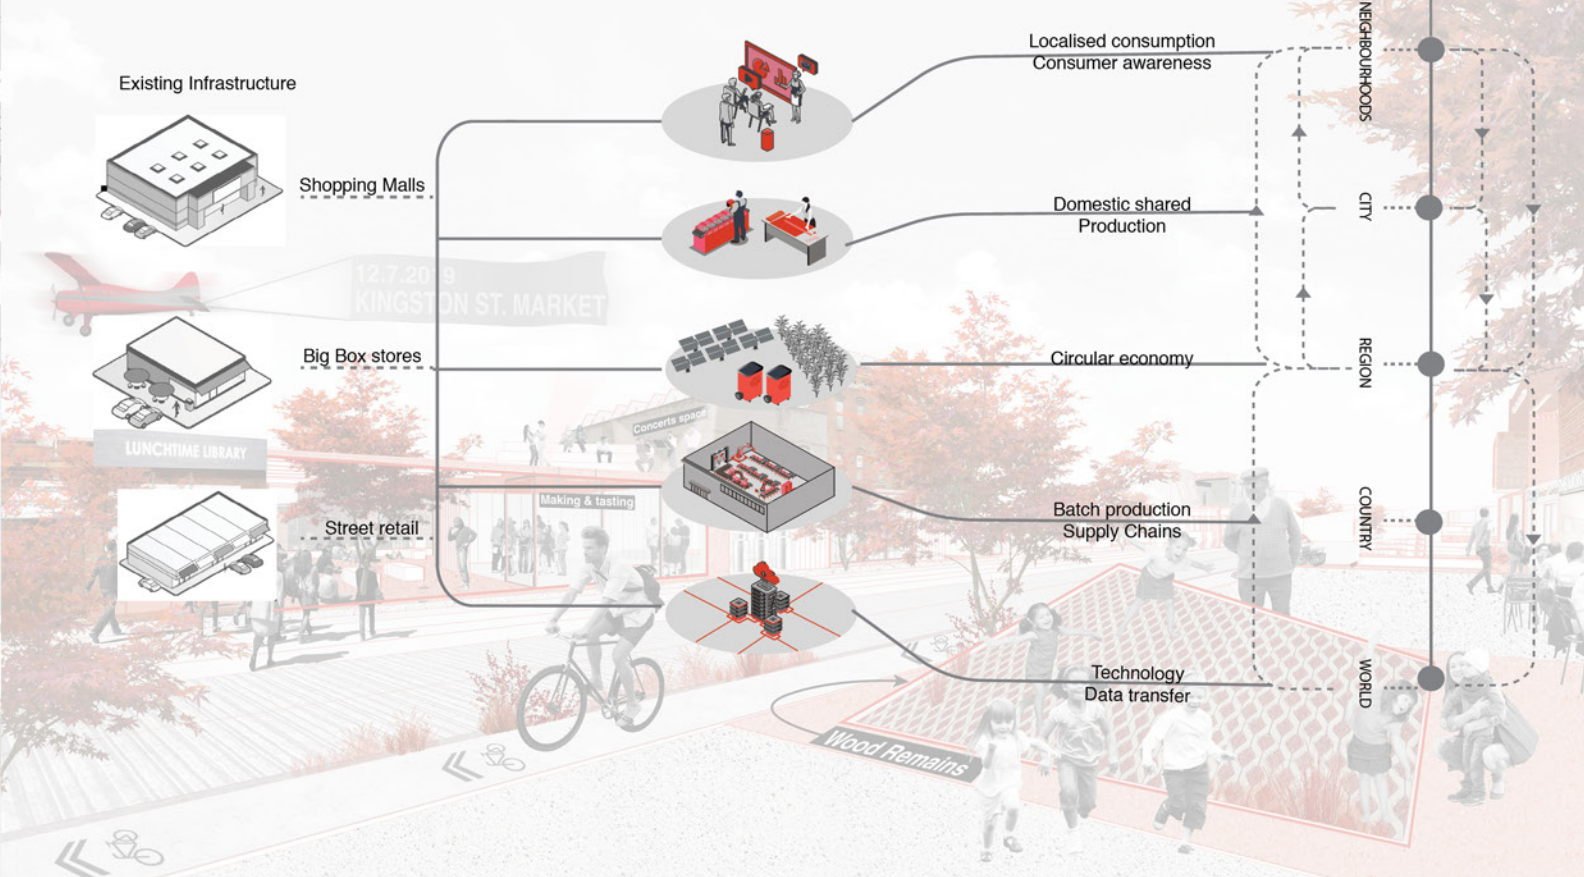 Existing Infrastructure
Shopping Malls
Big Box stores
Street retail
12.7.2019
KINGSTON ST. MARKET
LUNCHTIME LIBRARY
Concerts space
Making & tasting
Wood Remains
Localised consumption
Consumer awareness
Domestic shared
Production
Circular economy
Batch production
Supply Chains
Technology
Data transfer
NEIGHBOURHOODS
CITY
REGION
COUNTRY
WORLD